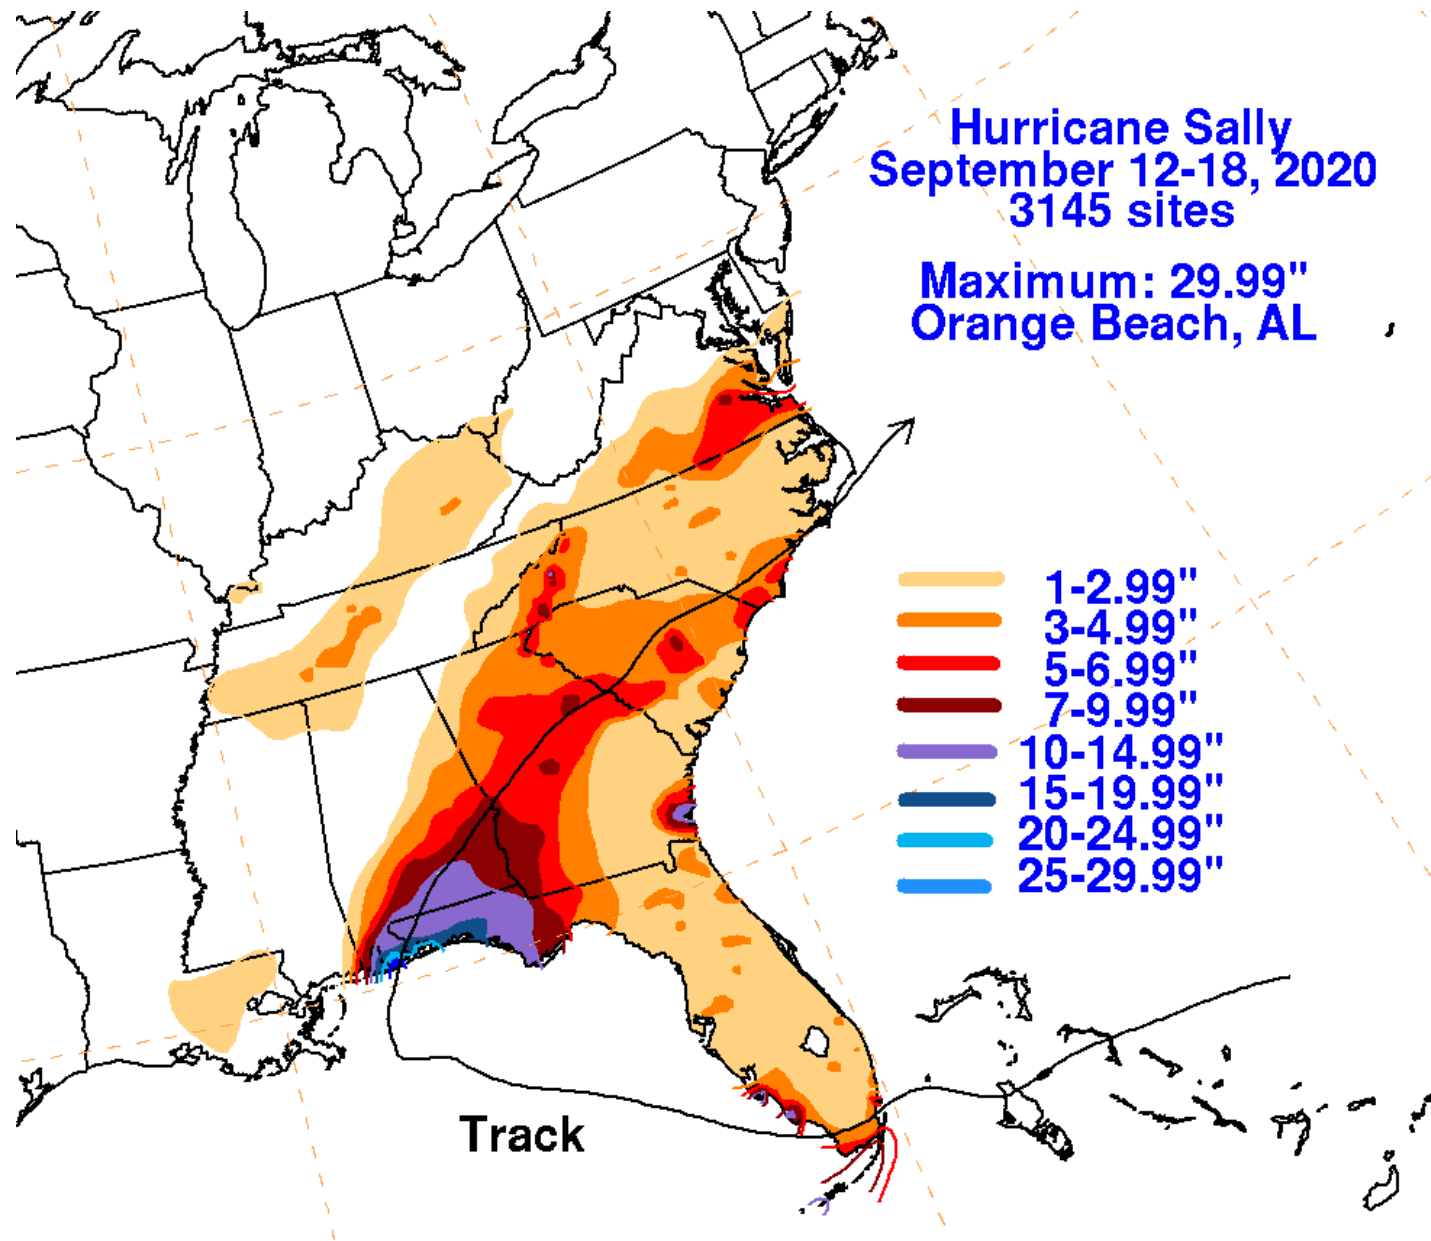 Hurricane Sally
September 12-18, 2020
3145 sites
Maximum: 29.99"
Orange Beach, AL
1-2.99"
3-4.99"
5-6.99"
7-9.99"
10-14.99"
15-19.99"
20-24.99"
25-29.99"
Track